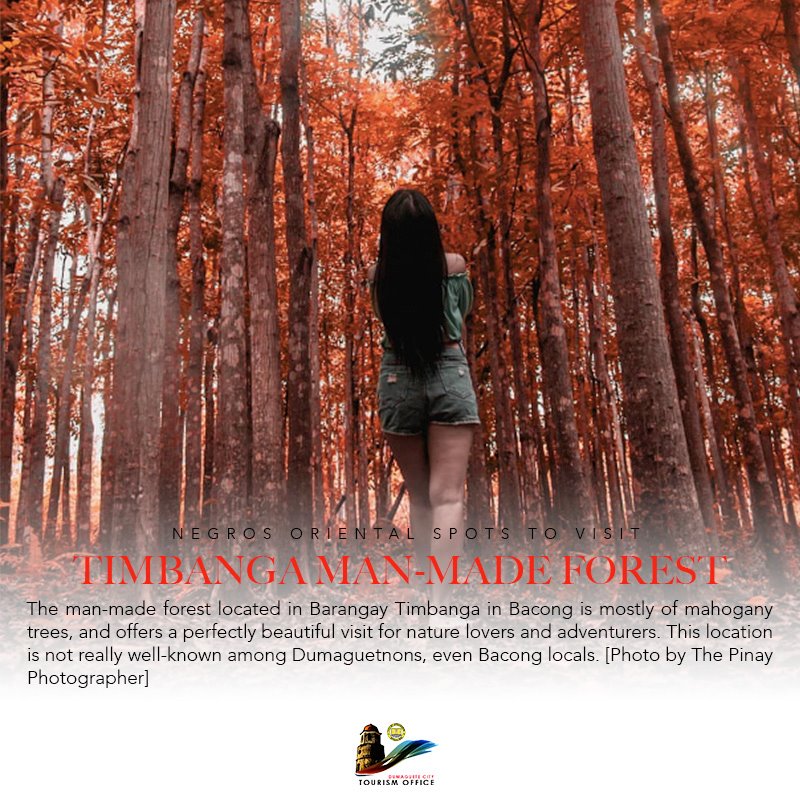 NEGROS ORIENTAL SPOTS TO VISIT
TIMBANGA MAN-MADE FOREST
The man-made forest located in Barangay Timbanga in Bacong is mostly of mahogany
trees, and offers a perfectly beautiful visit for nature lovers and adventurers. This location
is not really well-known among Dumaguetnons, even Bacong locals. [Photo by The Pinay
Photographer]
DUMAGUETE CITY
TOURISM OFFICE